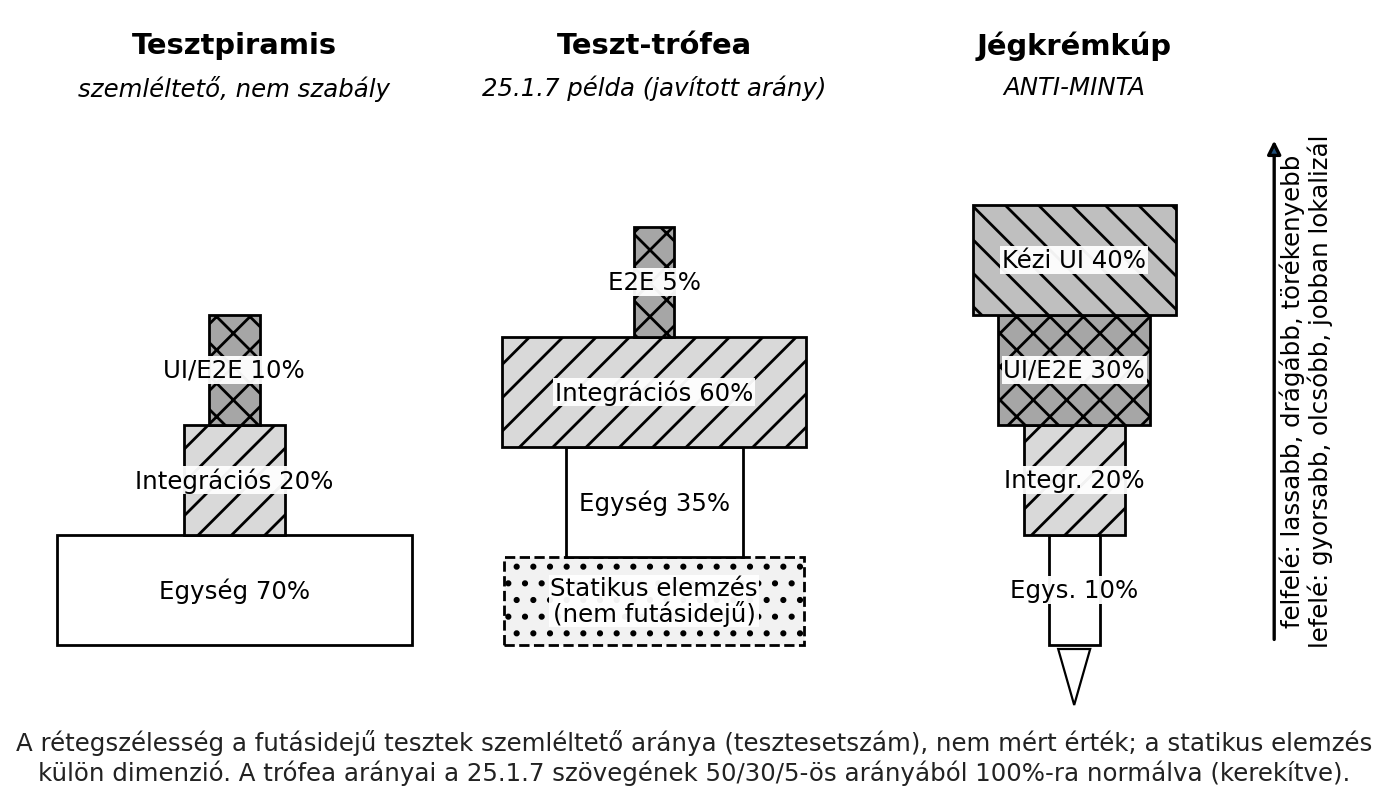 Tesztpiramis
szemléltető, nem szabály
UI/E2E 10%
Integrációs 20%
Egység 70%
Teszt-trófea
25.1.7 példa (javított arány)
E2E 5%
Integrációs 60%
Egység 35%
Statikus elemzés
(nem futásidejű)
Jégkrémkúp
ANTI-MINTA
Kézi UI 40%
UI/E2E 30%
Integr. 20%
Egys. 10%
felfelé: lassabb, drágább, törékenyebb
lefelé: gyorsabb, olcsóbb, jobban lokalizál
A rétegszélesség a futásidejű tesztek szemléltető aránya (tesztesetszám), nem mért érték; a statikus elemzés
külön dimenzió. A trófea arányai a 25.1.7 szövegének 50/30/5-ös arányából 100%-ra normálva (kerekítve).